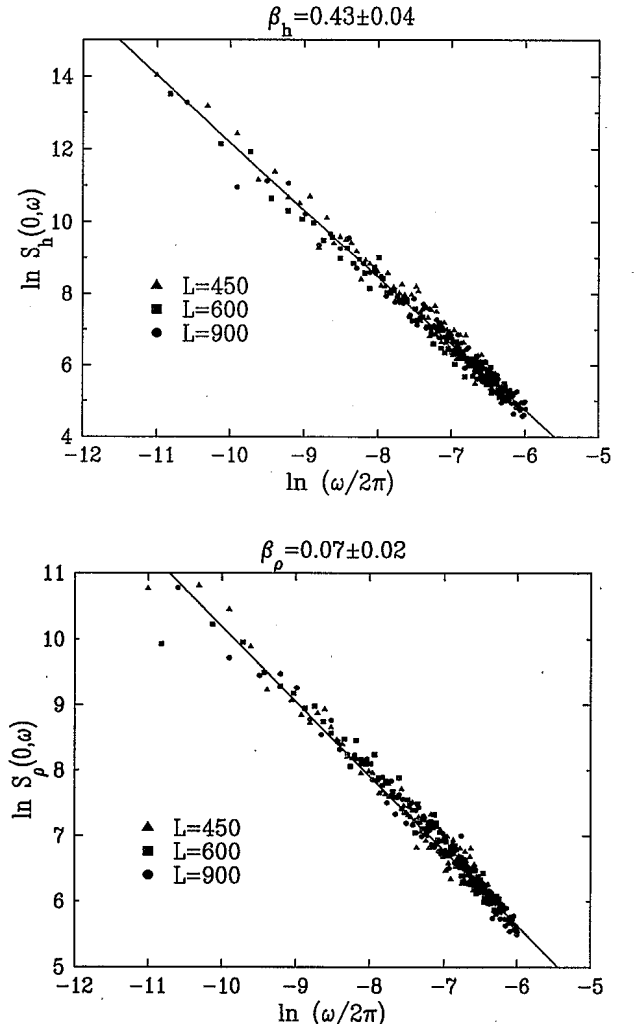 β_h=0.43±0.04
14
12
10
8
6
4
ln S_h(0,ω)
▲ L=450
■ L=600
● L=900
−12 −11 −10 −9 −8 −7 −6 −5
ln (ω/2π)
β_ρ=0.07±0.02
11
10
9
8
7
6
5
ln S_ρ(0,ω)
▲ L=450
■ L=600
● L=900
−12 −11 −10 −9 −8 −7 −6 −5
ln (ω/2π)